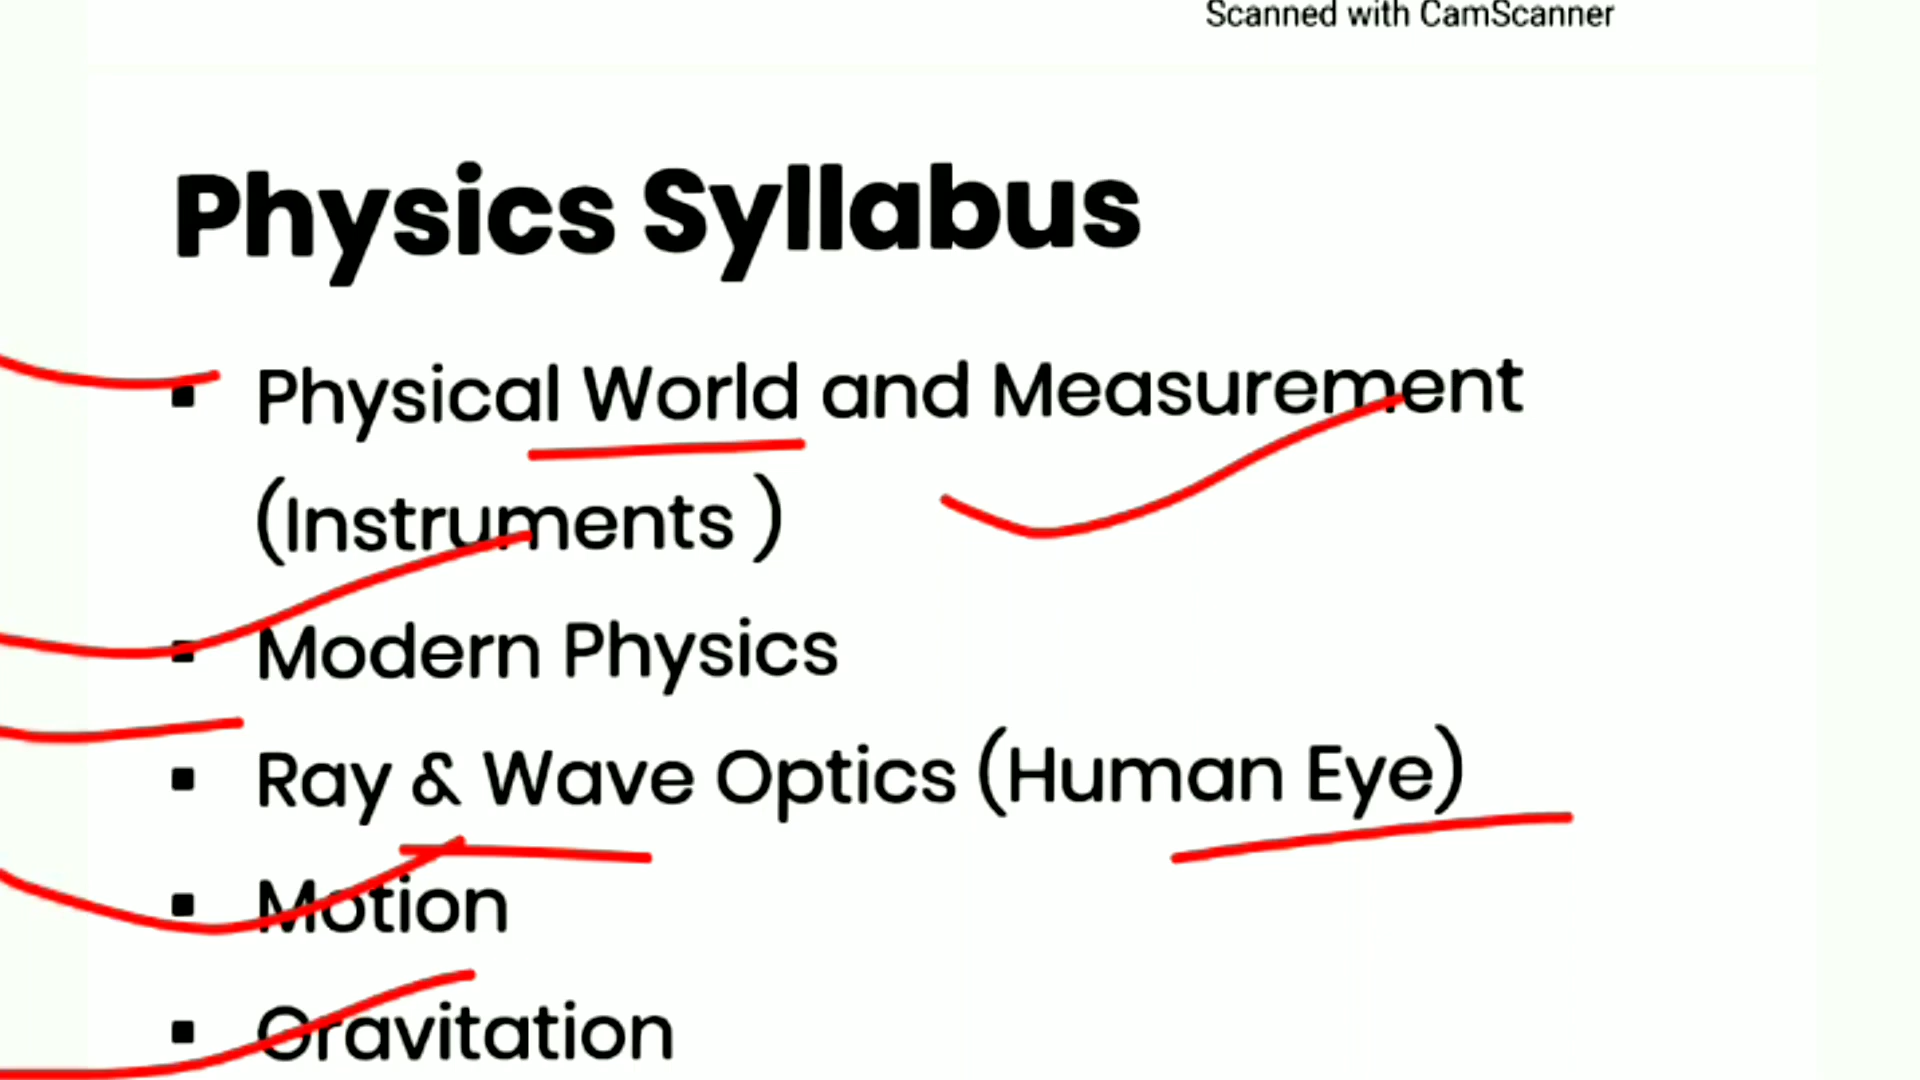 Scanned with CamScanner
Physics Syllabus
▪ Physical World and Measurement
(Instruments )
▪ Modern Physics
▪ Ray & Wave Optics (Human Eye)
▪ Motion
▪ Gravitation